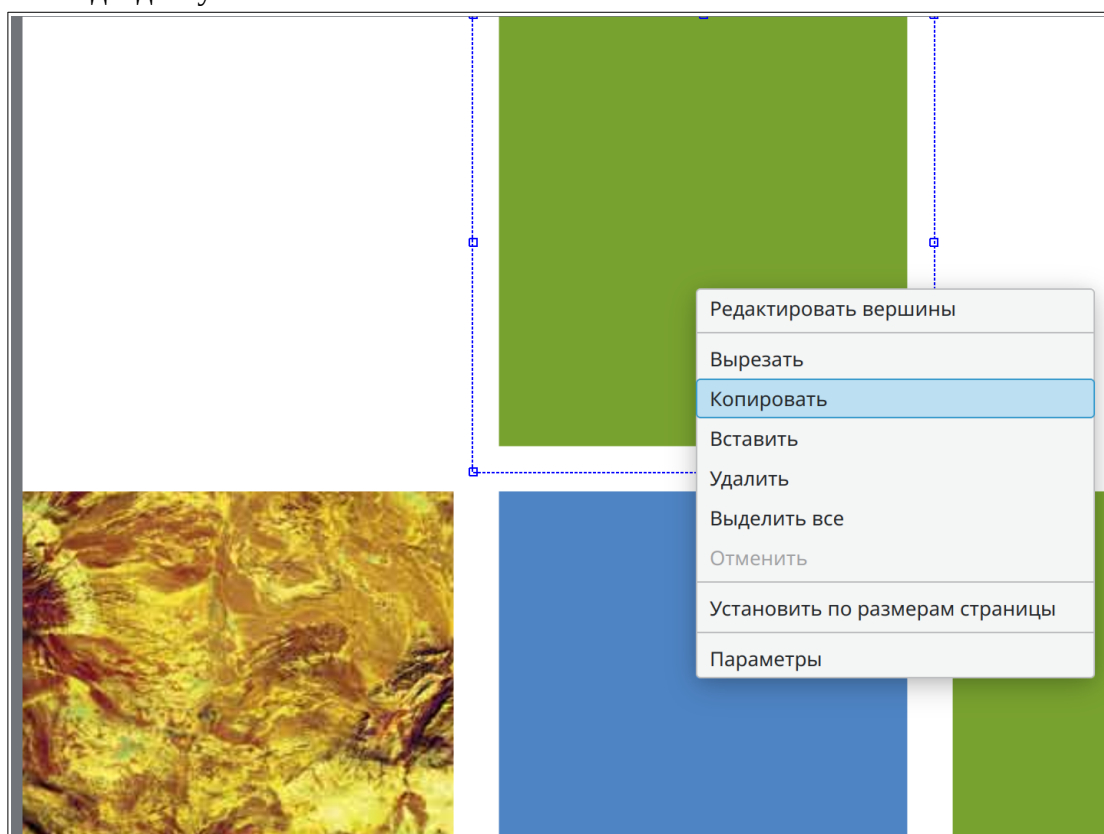 Редактировать вершины
Вырезать
Копировать
Вставить
Удалить
Выделить все
Отменить
Установить по размерам страницы
Параметры